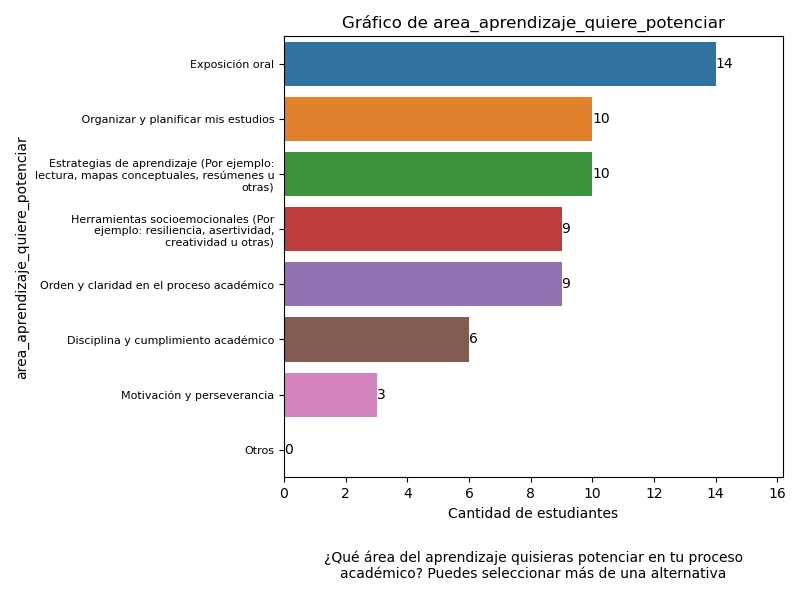 Gráfico de area_aprendizaje_quiere_potenciar
area_aprendizaje_quiere_potenciar
Exposición oral
14
Organizar y planificar mis estudios
10
Estrategias de aprendizaje (Por ejemplo:
lectura, mapas conceptuales, resúmenes u
otras)
10
Herramientas socioemocionales (Por
ejemplo: resiliencia, asertividad,
creatividad u otras)
9
Orden y claridad en el proceso académico
9
Disciplina y cumplimiento académico
6
Motivación y perseverancia
3
Otros
0
0 2 4 6 8 10 12 14 16
Cantidad de estudiantes
¿Qué área del aprendizaje quisieras potenciar en tu proceso
académico? Puedes seleccionar más de una alternativa